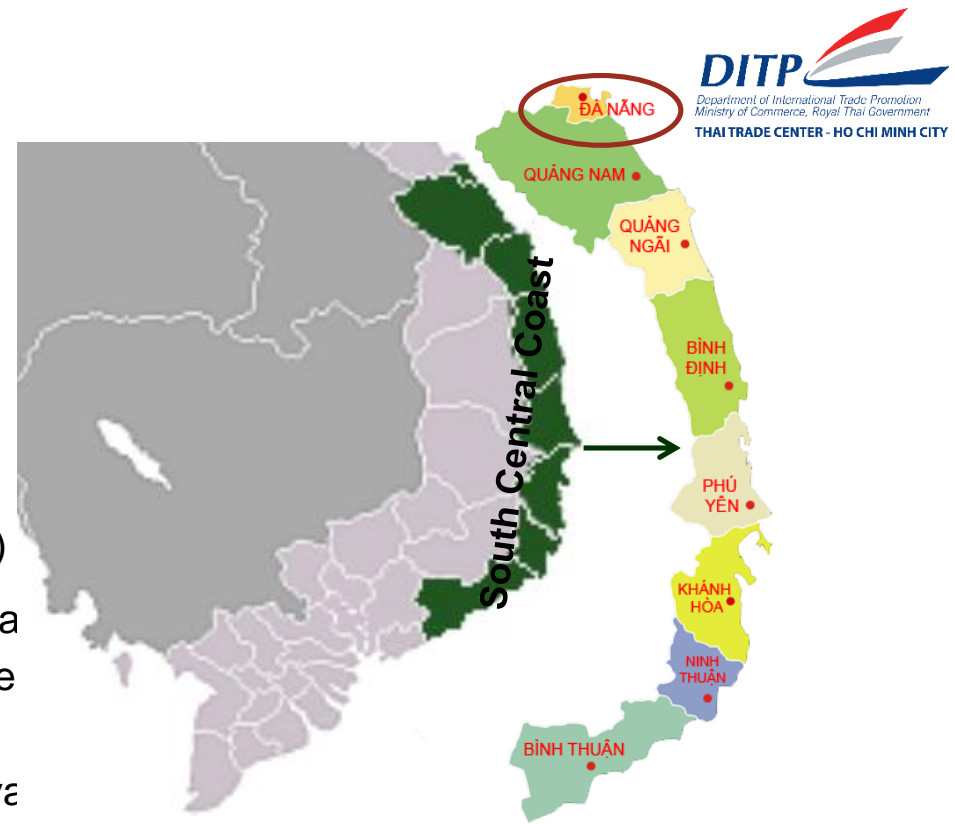 DITP
Department of International Trade Promotion
Ministry of Commerce, Royal Thai Government
THAI TRADE CENTER - HO CHI MINH CITY
ĐÀ NẴNG
QUẢNG NAM
QUẢNG
NGÃI
BÌNH
ĐỊNH
South Central Coast
PHÚ
YÊN
)
a
KHÁNH
HÒA
e
NINH
THUẬN
BÌNH THUẬN